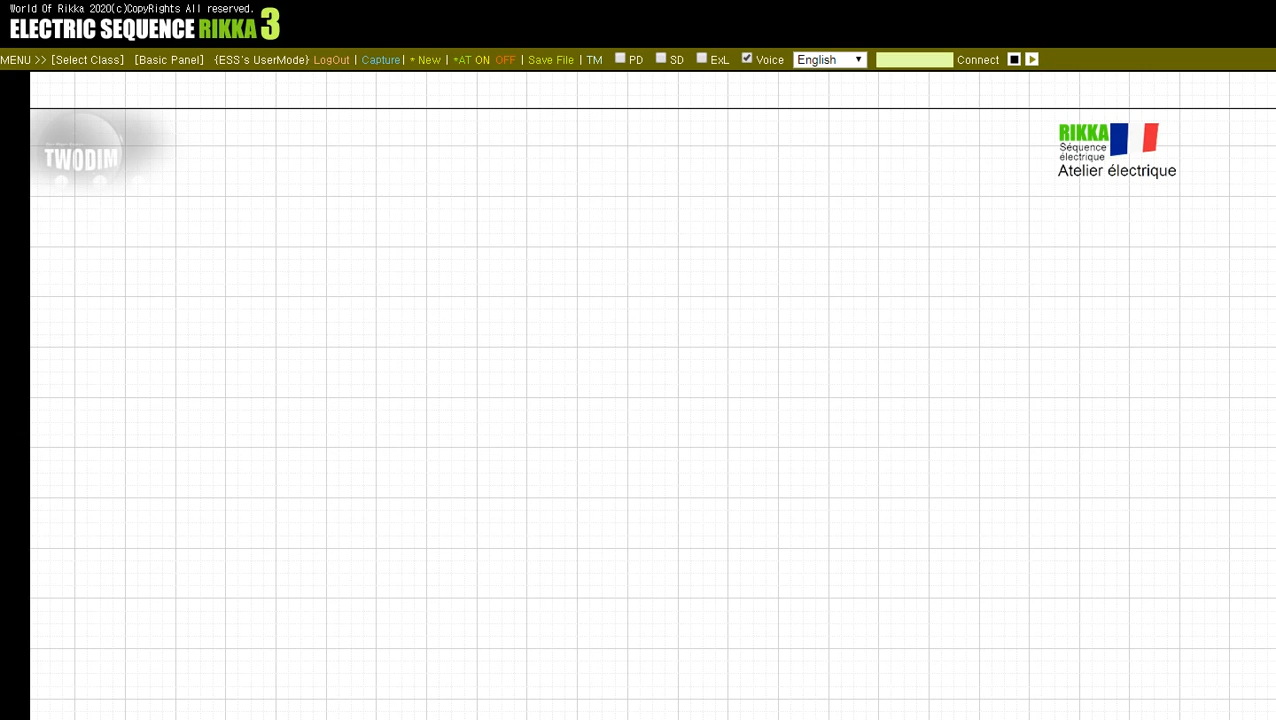 World Of Rikka 2020(c)CopyRights All reserved.
ELECTRIC SEQUENCE RIKKA 3
MENU >> [Select Class] [Basic Panel] {ESS's UserMode} LogOut | Capture | * New | *AT ON OFF | Save File | TM PD SD ExL Voice English Connect
TWODIM
RIKKA
Séquence
électrique
Atelier électrique